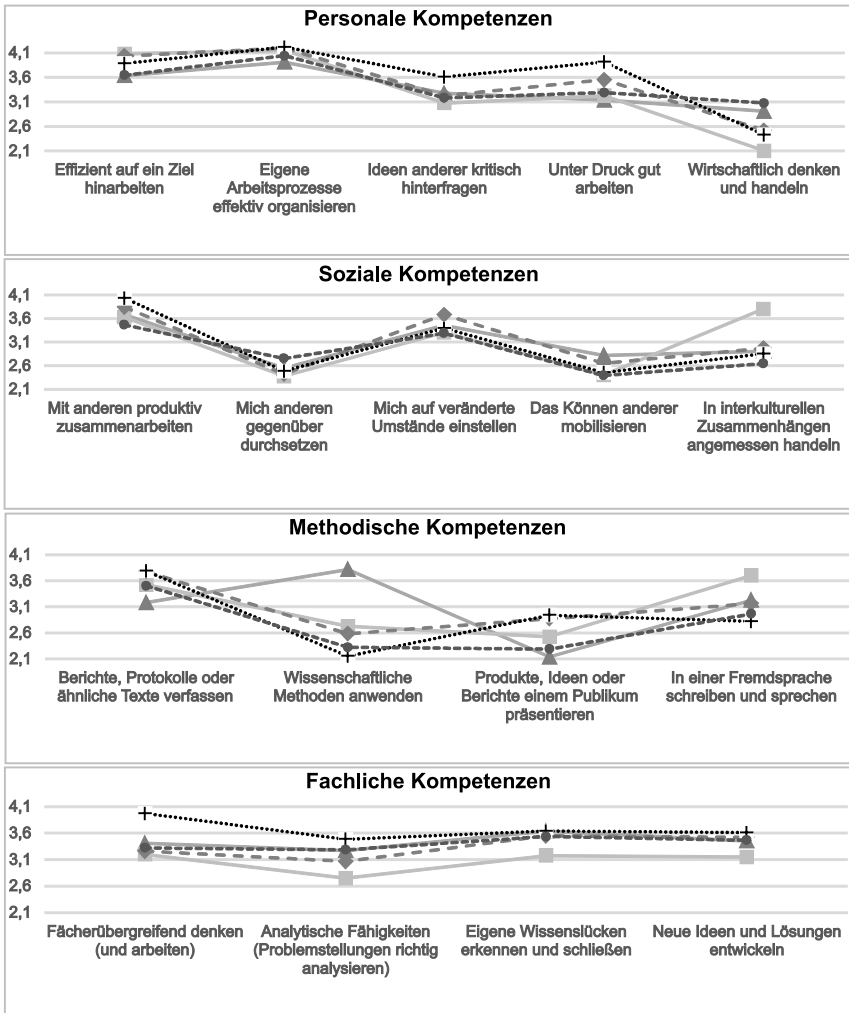 Personale Kompetenzen
4,1
3,6
3,1
2,6
2,1
Effizient auf ein Ziel
hinarbeiten
Eigene
Arbeitsprozesse
effektiv organisieren
Ideen anderer kritisch
hinterfragen
Unter Druck gut
arbeiten
Wirtschaftlich denken
und handeln
Soziale Kompetenzen
4,1
3,6
3,1
2,6
2,1
Mit anderen produktiv
zusammenarbeiten
Mich anderen
gegenüber
durchsetzen
Mich auf veränderte
Umstände einstellen
Das Können anderer
mobilisieren
In interkulturellen
Zusammenhängen
angemessen handeln
Methodische Kompetenzen
4,1
3,6
3,1
2,6
2,1
Berichte, Protokolle oder
ähnliche Texte verfassen
Wissenschaftliche
Methoden anwenden
Produkte, Ideen oder
Berichte einem Publikum
präsentieren
In einer Fremdsprache
schreiben und sprechen
Fachliche Kompetenzen
4,1
3,6
3,1
2,6
2,1
Fächerübergreifend denken
(und arbeiten)
Analytische Fähigkeiten
(Problemstellungen richtig
analysieren)
Eigene Wissenslücken
erkennen und schließen
Neue Ideen und Lösungen
entwickeln